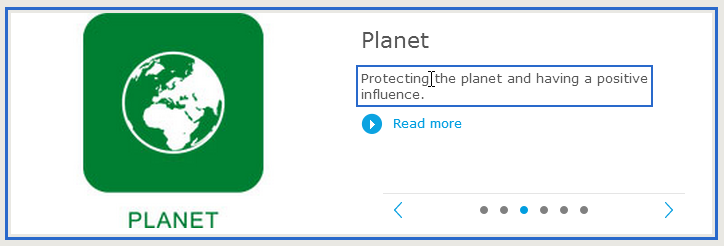 Planet
Protecting the planet and having a positive
influence.
Read more
PLANET